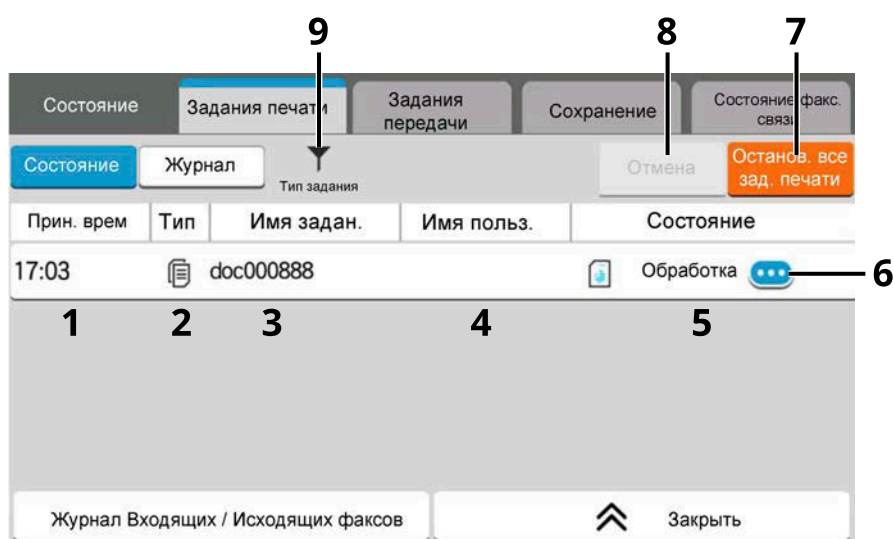 9 8 7
Состояние
Задания печати
Задания
передачи
Сохранение
Состояние факс.
связи
Состояние
Журнал
Тип задания
Отмена
Останов. все
зад. печати
Прин. врем Тип Имя задан. Имя польз. Состояние
17:03 doc000888 Обработка 6
1 2 3 4 5
Журнал Входящих / Исходящих факсов
Закрыть